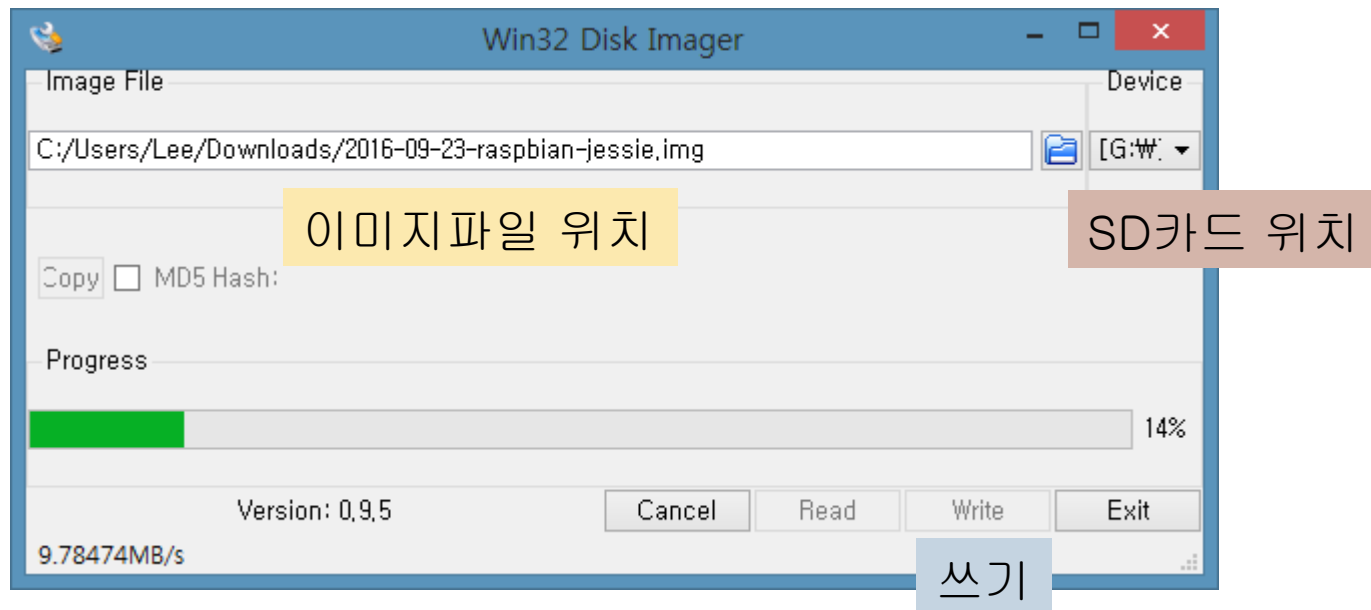 Win32 Disk Imager
Image File
Device
C:/Users/Lee/Downloads/2016-09-23-raspbian-jessie.img
[G:₩]
이미지파일 위치
SD카드 위치
Copy MD5 Hash:
Progress
14%
Version: 0.9.5
Cancel Read Write Exit
9.78474MB/s
쓰기